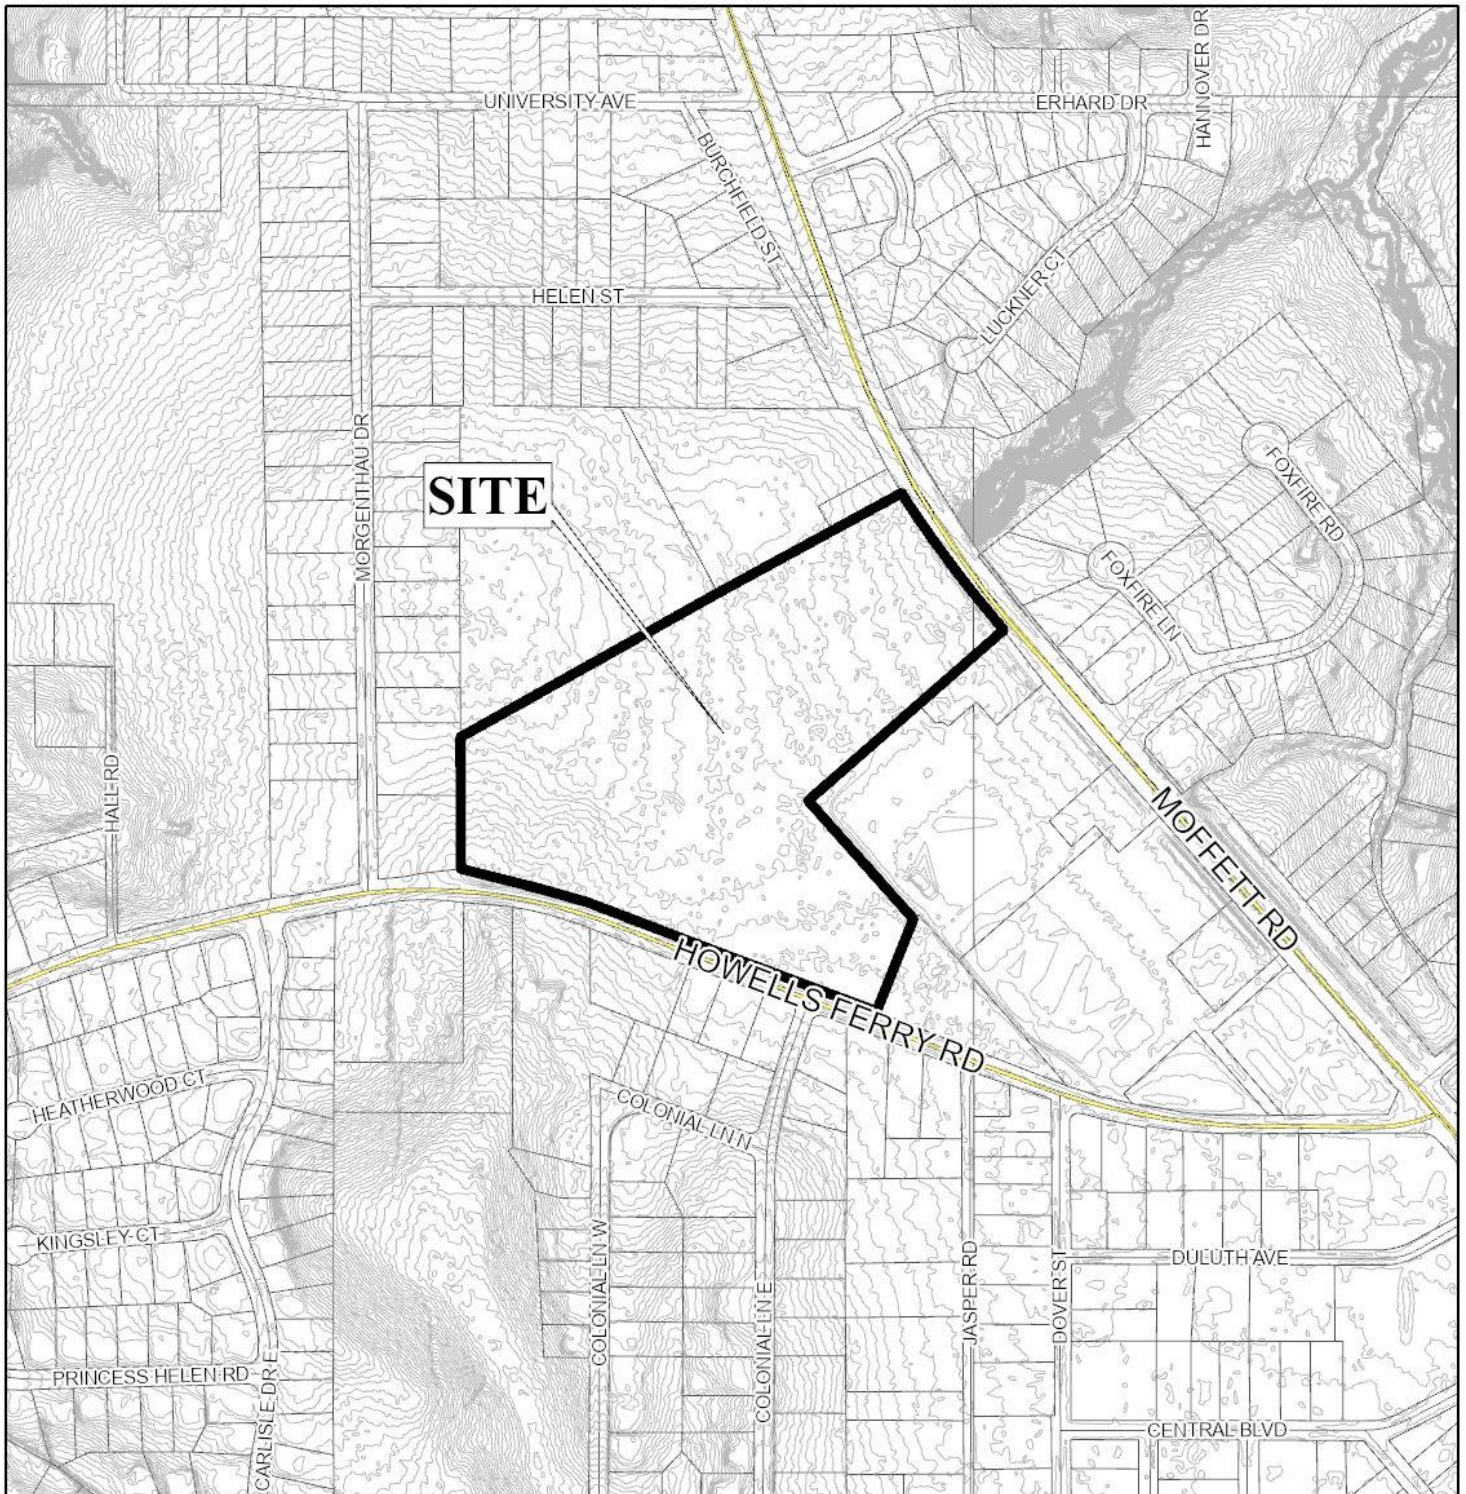 HANNOVER DR
UNIVERSITY AVE
ERHARD DR
BURCHFIELD ST
HELEN ST
LUCKNER CT
MORGENTHAU DR
SITE
FOXFIRE RD
FOXFIRE LN
HALL RD
MOFFETT RD
HOWELLS FERRY RD
HEATHERWOOD CT
COLONIAL LN N
KINGSLEY CT
COLONIAL LN W
COLONIAL LN E
JASPER RD
DOVER ST
DULUTH AVE
PRINCESS HELEN RD
CARLISLE DR E
CENTRAL BLVD